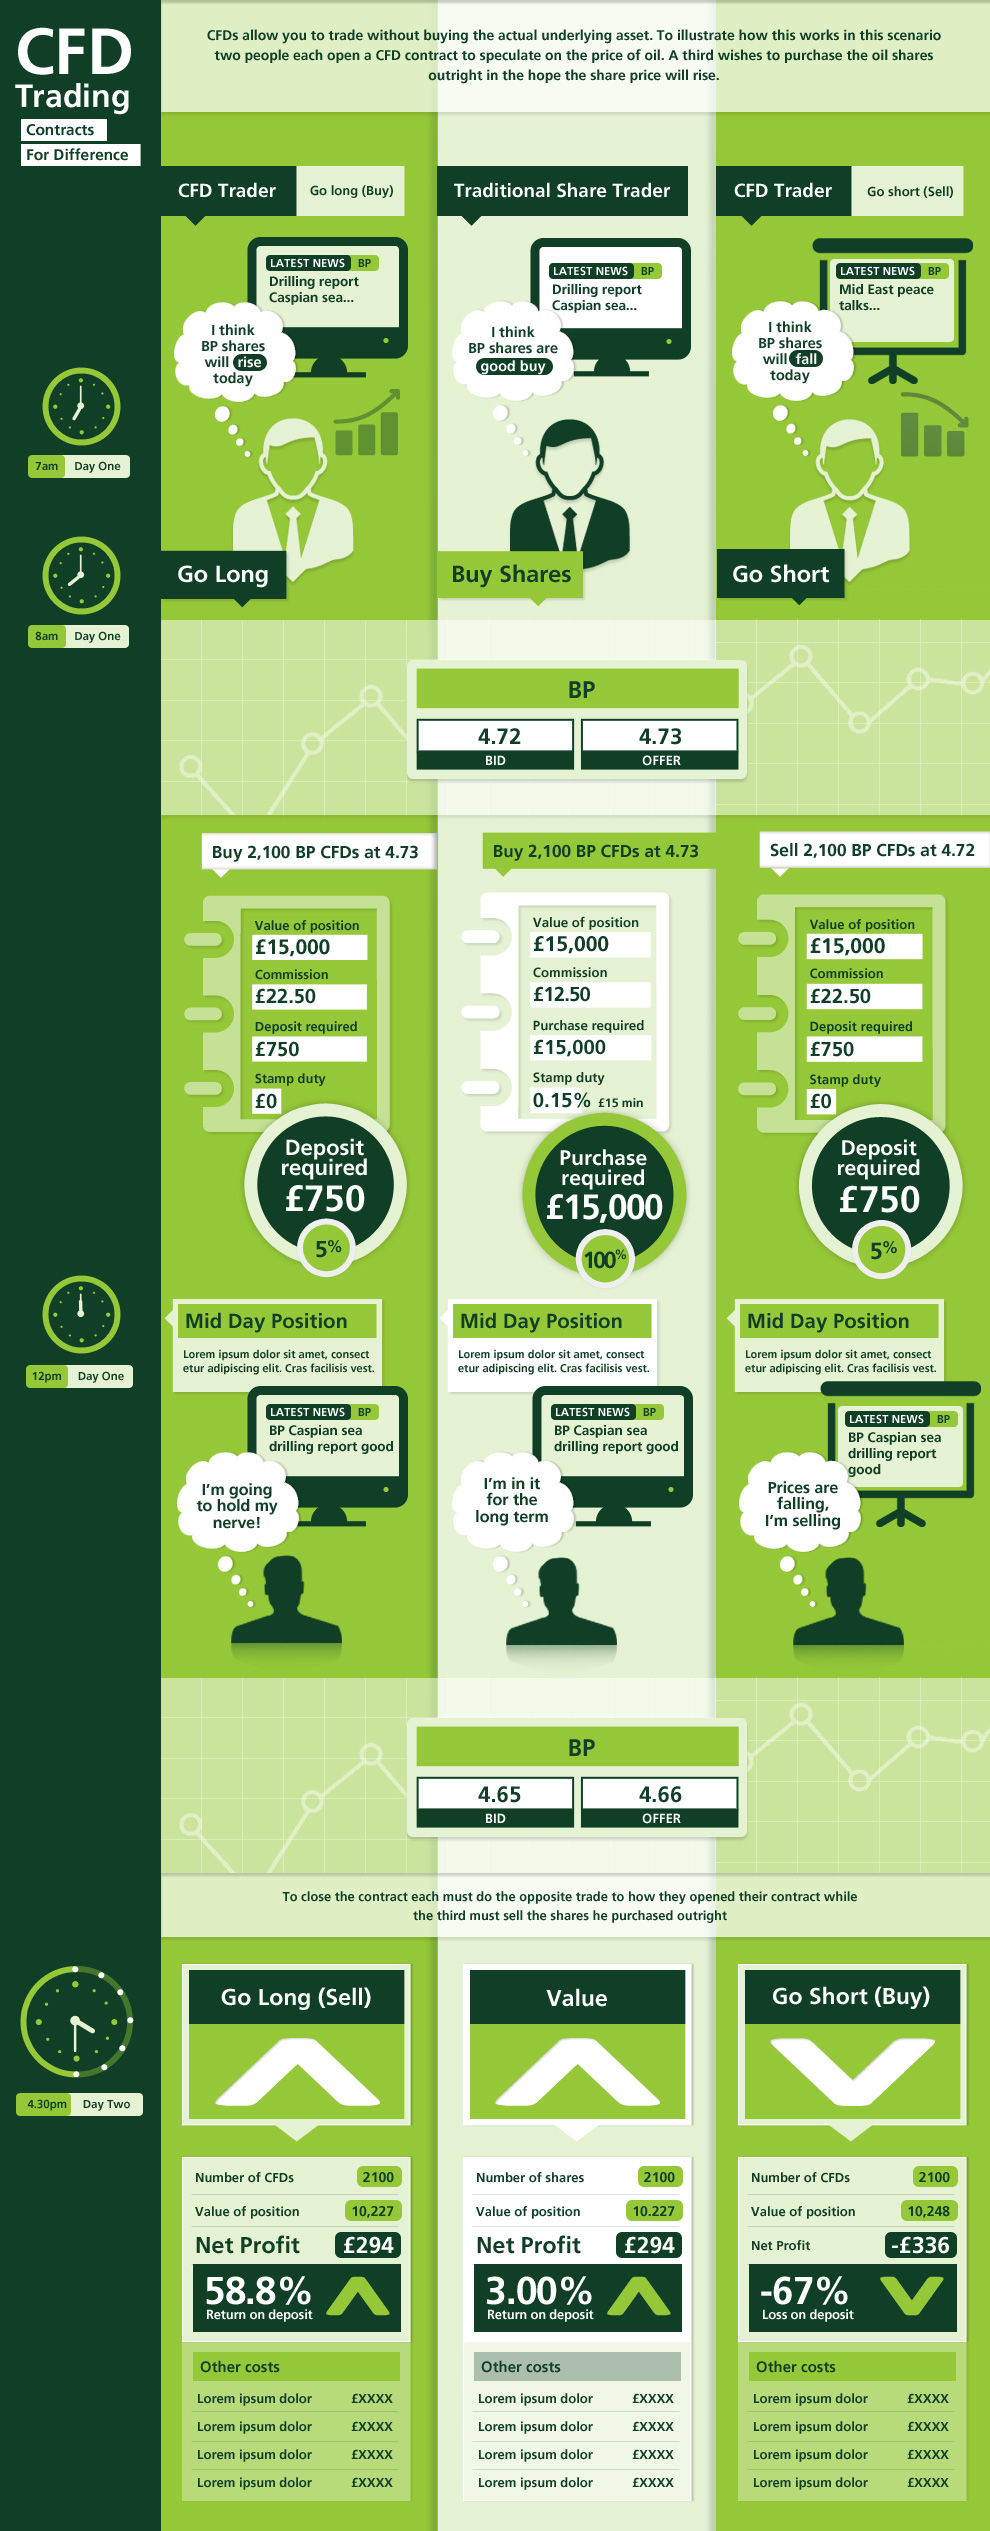 CFD
Trading
Contracts
For Difference
CFDs allow you to trade without buying the actual underlying asset. To illustrate how this works in this scenario
two people each open a CFD contract to speculate on the price of oil. A third wishes to purchase the oil shares
outright in the hope the share price will rise.
CFD Trader
Go long (Buy)
Traditional Share Trader
CFD Trader
Go short (Sell)
LATEST NEWS BP
Drilling report
Caspian sea...
I think
BP shares
will rise
today
LATEST NEWS BP
Drilling report
Caspian sea...
I think
BP shares are
good buy
LATEST NEWS BP
Mid East peace
talks...
I think
BP shares
will fall
today
7am Day One
8am Day One
Go Long
Buy Shares
Go Short
BP
4.72
BID
4.73
OFFER
Buy 2,100 BP CFDs at 4.73
Value of position
£15,000
Commission
£22.50
Deposit required
£750
Stamp duty
£0
Deposit
required
£750
5%
Buy 2,100 BP CFDs at 4.73
Value of position
£15,000
Commission
£12.50
Purchase required
£15,000
Stamp duty
0.15% £15 min
Purchase
required
£15,000
100%
Sell 2,100 BP CFDs at 4.72
Value of position
£15,000
Commission
£22.50
Deposit required
£750
Stamp duty
£0
Deposit
required
£750
5%
12pm Day One
Mid Day Position
Lorem ipsum dolor sit amet, consect
etur adipiscing elit. Cras facilisis vest.
LATEST NEWS BP
BP Caspian sea
drilling report good
I'm going
to hold my
nerve!
Mid Day Position
Lorem ipsum dolor sit amet, consect
etur adipiscing elit. Cras facilisis vest.
LATEST NEWS BP
BP Caspian sea
drilling report good
I'm in it
for the
long term
Mid Day Position
Lorem ipsum dolor sit amet, consect
etur adipiscing elit. Cras facilisis vest.
LATEST NEWS BP
BP Caspian sea
drilling report
good
Prices are
falling,
I'm selling
BP
4.65
BID
4.66
OFFER
To close the contract each must do the opposite trade to how they opened their contract while
the third must sell the shares he purchased outright
4.30pm Day Two
Go Long (Sell)
Number of CFDs 2100
Value of position 10,227
Net Profit £294
58.8%
Return on deposit
Other costs
Lorem ipsum dolor £XXXX
Lorem ipsum dolor £XXXX
Lorem ipsum dolor £XXXX
Lorem ipsum dolor £XXXX
Value
Number of shares 2100
Value of position 10.227
Net Profit £294
3.00%
Return on deposit
Other costs
Lorem ipsum dolor £XXXX
Lorem ipsum dolor £XXXX
Lorem ipsum dolor £XXXX
Lorem ipsum dolor £XXXX
Go Short (Buy)
Number of CFDs 2100
Value of position 10,248
Net Profit -£336
-67%
Loss on deposit
Other costs
Lorem ipsum dolor £XXXX
Lorem ipsum dolor £XXXX
Lorem ipsum dolor £XXXX
Lorem ipsum dolor £XXXX